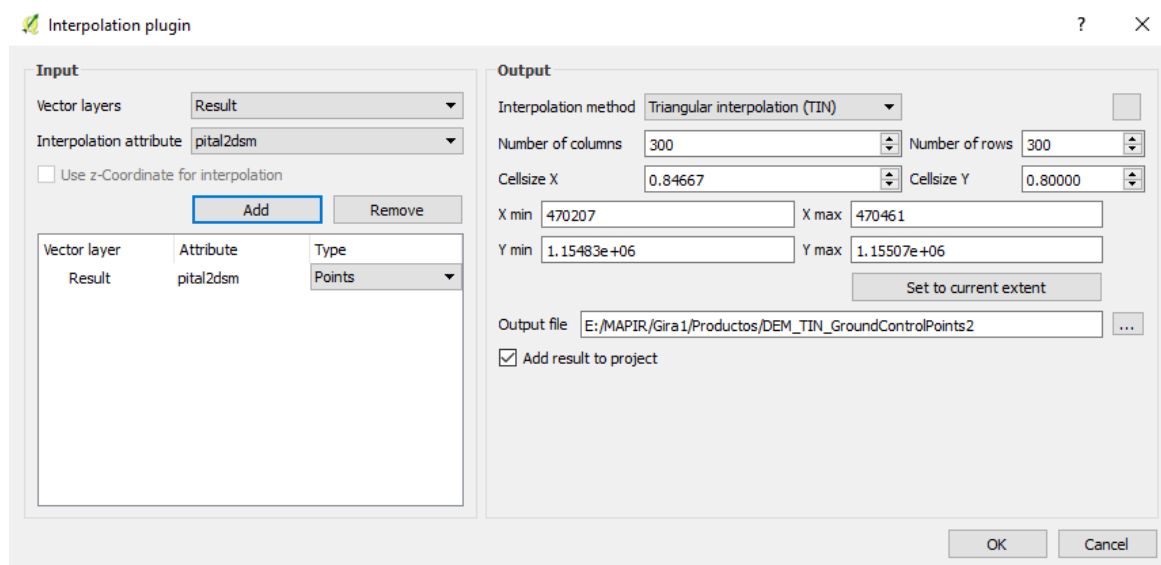 Interpolation plugin
?
Input
Vector layers Result
Interpolation attribute pital2dsm
Use z-Coordinate for interpolation
Add Remove
Vector layer Attribute Type
Result pital2dsm Points
Output
Interpolation method Triangular interpolation (TIN)
Number of columns 300 Number of rows 300
Cellsize X 0.84667 Cellsize Y 0.80000
X min 470207 X max 470461
Y min 1.15483e+06 Y max 1.15507e+06
Set to current extent
Output file E:/MAPIR/Gira1/Productos/DEM_TIN_GroundControlPoints2 ...
Add result to project
OK Cancel